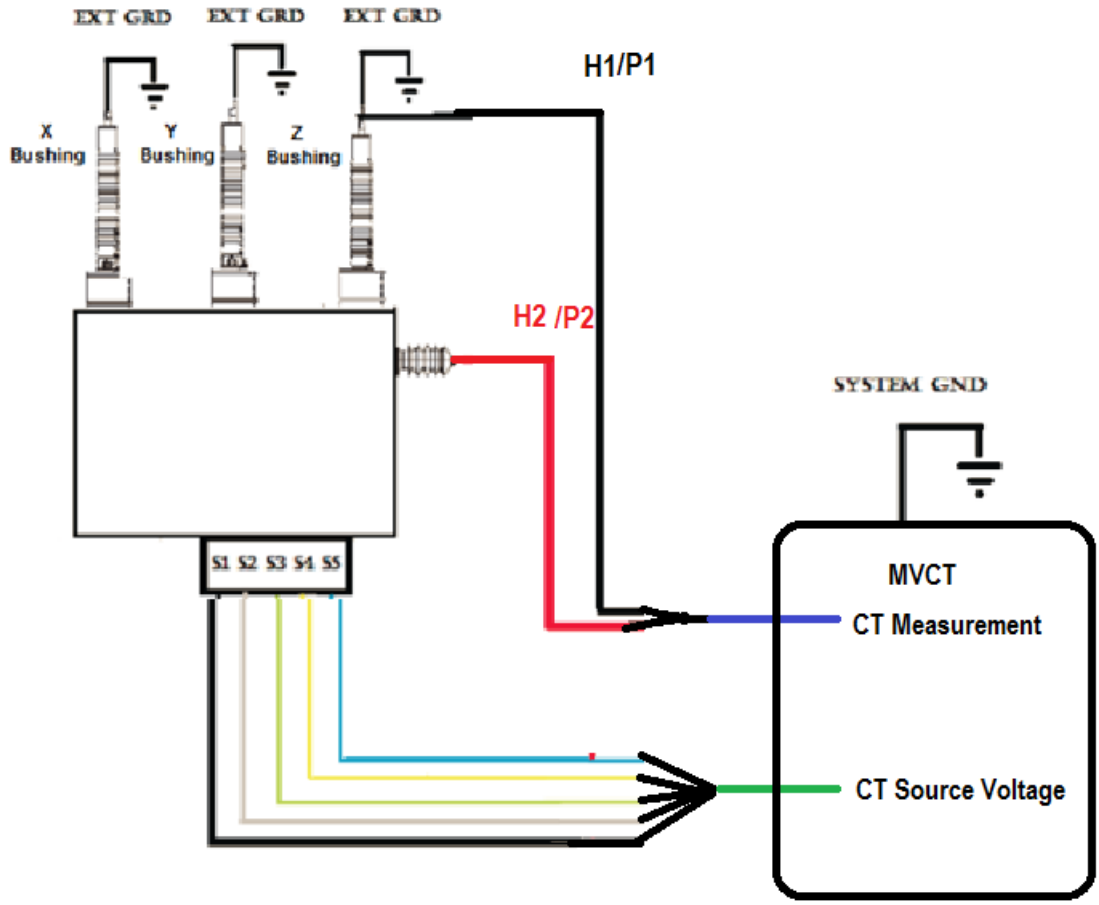 EXT GRD EXT GRD EXT GRD
H1/P1
X Bushing
Y Bushing
Z Bushing
H2 /P2
SYSTEM GND
S1 S2 S3 S4 S5
MVCT
CT Measurement
CT Source Voltage